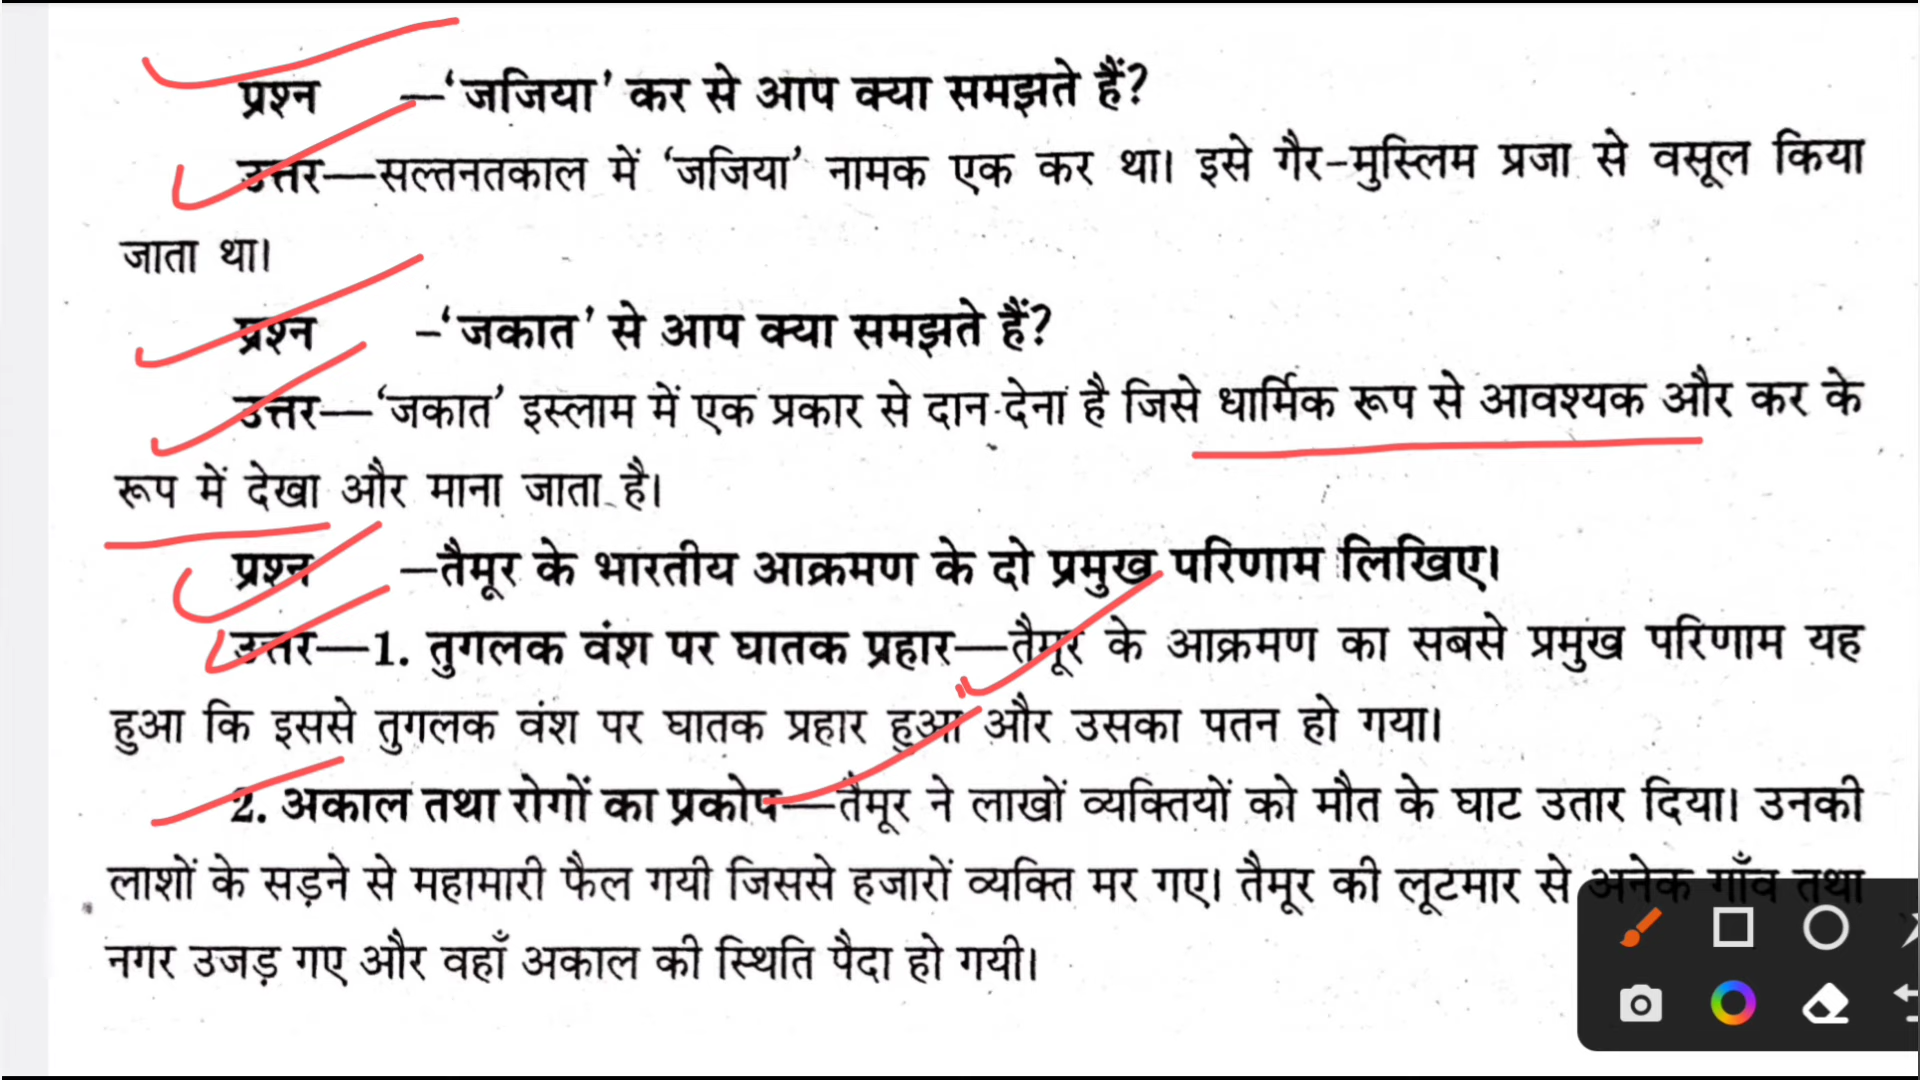 प्रश्न —‘जजिया’ कर से आप क्या समझते हैं?
उत्तर—सल्तनतकाल में ‘जजिया’ नामक एक कर था। इसे गैर-मुस्लिम प्रजा से वसूल किया
जाता था।
प्रश्न –‘जकात’ से आप क्या समझते हैं?
उत्तर—‘जकात’ इस्लाम में एक प्रकार से दान देना है जिसे धार्मिक रूप से आवश्यक और कर के
रूप में देखा और माना जाता है।
प्रश्न —तैमूर के भारतीय आक्रमण के दो प्रमुख परिणाम लिखिए।
उत्तर—1. तुगलक वंश पर घातक प्रहार—तैमूर के आक्रमण का सबसे प्रमुख परिणाम यह
हुआ कि इससे तुगलक वंश पर घातक प्रहार हुआ और उसका पतन हो गया।
2. अकाल तथा रोगों का प्रकोप—तैमूर ने लाखों व्यक्तियों को मौत के घाट उतार दिया। उनकी
लाशों के सड़ने से महामारी फैल गयी जिससे हजारों व्यक्ति मर गए। तैमूर की लूटमार से अनेक गाँव तथा
नगर उजड़ गए और वहाँ अकाल की स्थिति पैदा हो गयी।